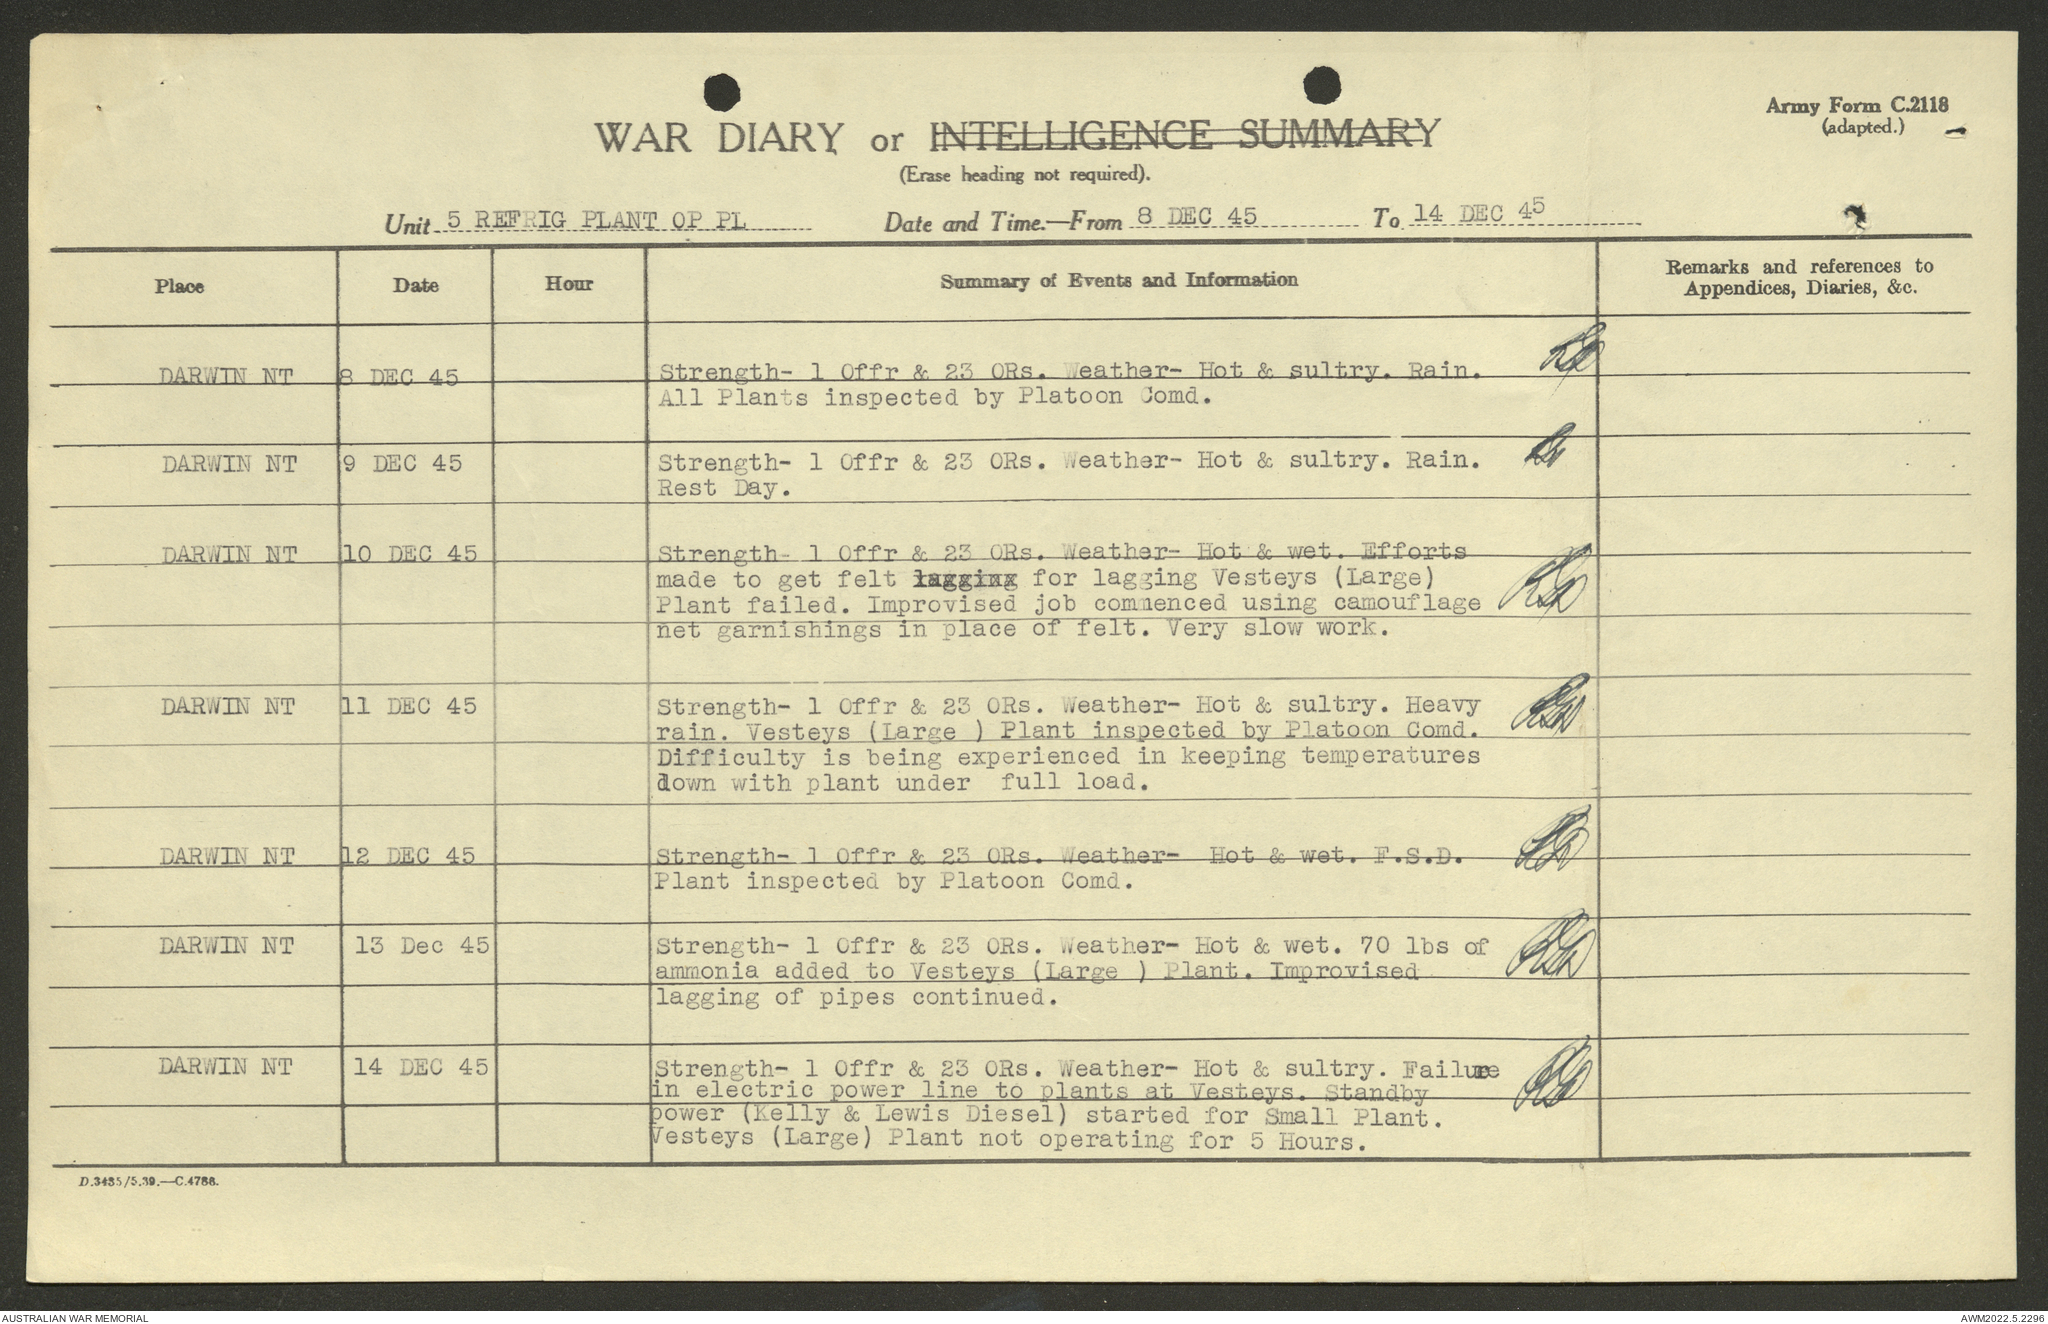 Army Form C.2118
(adapted.)
WAR DIARY or INTELLIGENCE SUMMARY
(Erase heading not required).
Unit 5 REFRIG PLANT OP PL Date and Time.—From 8 DEC 45 To 14 DEC 45
Place Date Hour Summary of Events and Information Remarks and references to
Appendices, Diaries, &c.
DARWIN NT 8 DEC 45 Strength- 1 Offr & 23 ORs. Weather- Hot & sultry. Rain.
All Plants inspected by Platoon Comd.
DARWIN NT 9 DEC 45 Strength- 1 Offr & 23 ORs. Weather- Hot & sultry. Rain.
Rest Day.
DARWIN NT 10 DEC 45 Strength- 1 Offr & 23 ORs. Weather- Hot & wet. Efforts
made to get felt lagging for lagging Vesteys (Large)
Plant failed. Improvised job commenced using camouflage
net garnishings in place of felt. Very slow work.
DARWIN NT 11 DEC 45 Strength- 1 Offr & 23 ORs. Weather- Hot & sultry. Heavy
rain. Vesteys (Large ) Plant inspected by Platoon Comd.
Difficulty is being experienced in keeping temperatures
down with plant under full load.
DARWIN NT 12 DEC 45 Strength- 1 Offr & 23 ORs. Weather- Hot & wet. F.S.D.
Plant inspected by Platoon Comd.
DARWIN NT 13 Dec 45 Strength- 1 Offr & 23 ORs. Weather- Hot & wet. 70 lbs of
ammonia added to Vesteys (Large ) Plant. Improvised
lagging of pipes continued.
DARWIN NT 14 DEC 45 Strength- 1 Offr & 23 ORs. Weather- Hot & sultry. Failure
in electric power line to plants at Vesteys. Standby
power (Kelly & Lewis Diesel) started for Small Plant.
Vesteys (Large) Plant not operating for 5 Hours.
D.3485/5.39.—C.4788.
AUSTRALIAN WAR MEMORIAL AWM2022.5.2296